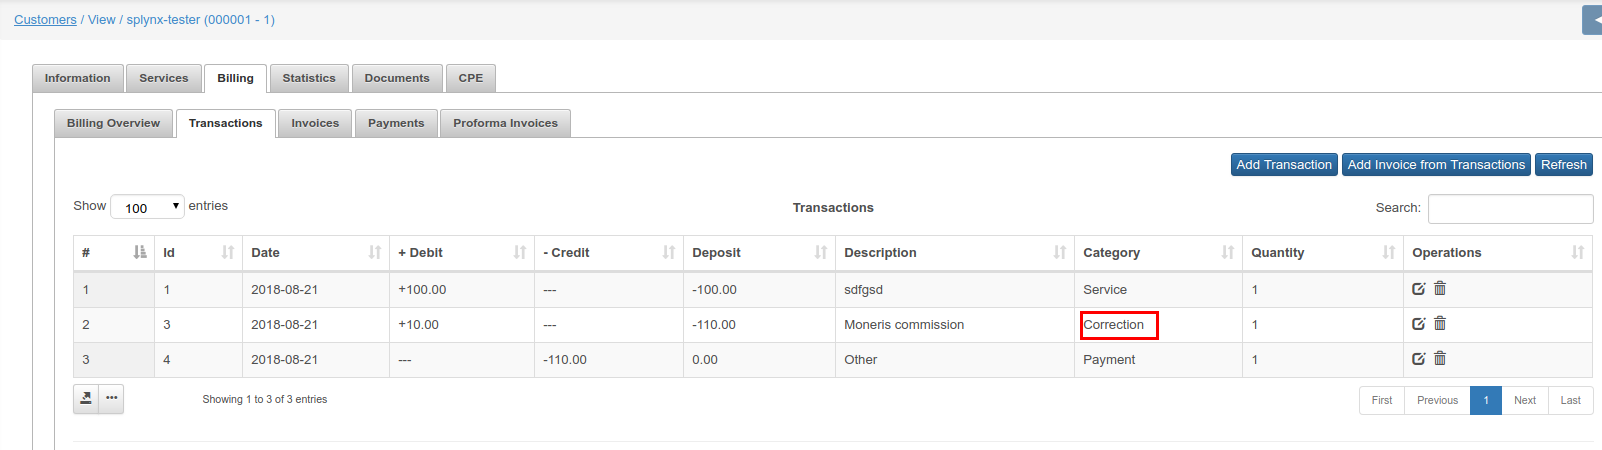 Customers / View / splynx-tester (000001 - 1)
Information Services Billing Statistics Documents CPE
Billing Overview Transactions Invoices Payments Proforma Invoices
Add Transaction Add Invoice from Transactions Refresh
Show 100 entries Transactions Search:
# Id Date + Debit - Credit Deposit Description Category Quantity Operations
1 1 2018-08-21 +100.00 --- -100.00 sdfgsd Service 1
2 3 2018-08-21 +10.00 --- -110.00 Moneris commission Correction 1
3 4 2018-08-21 --- -110.00 0.00 Other Payment 1
Showing 1 to 3 of 3 entries First Previous 1 Next Last